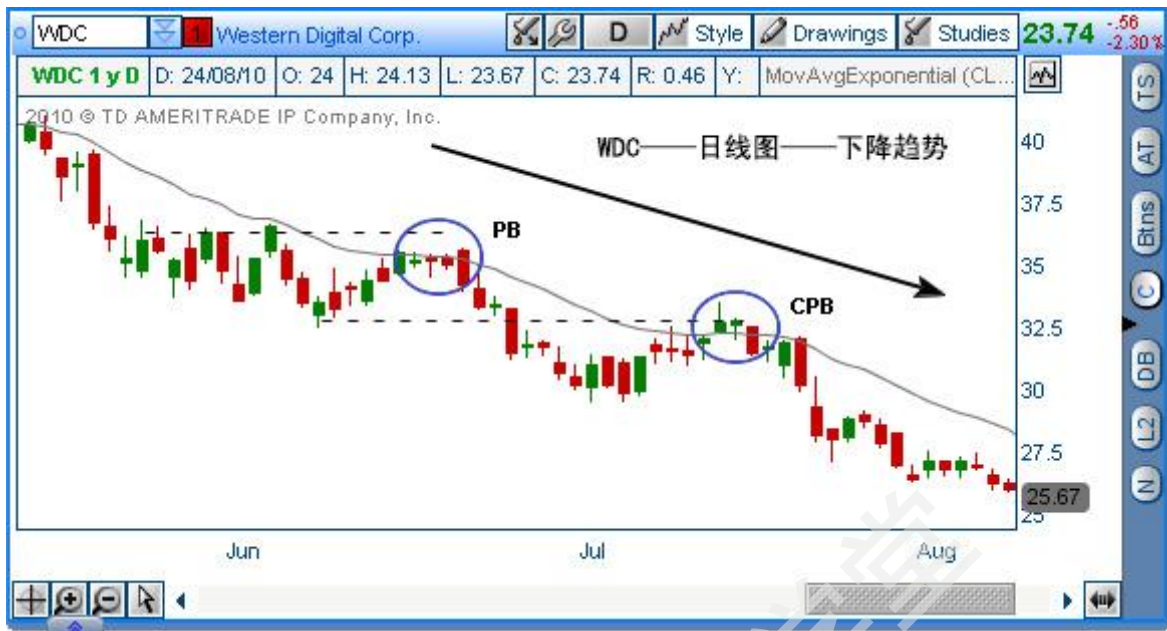 WDC 1 Western Digital Corp. D Style Drawings Studies 23.74 -.56
-2.30%
WDC 1 y D D: 24/08/10 O: 24 H: 24.13 L: 23.67 C: 23.74 R: 0.46 Y: MovAvgExponential (CL...
2010 © TD AMERITRADE IP Company, Inc.
WDC——日线图——下降趋势
PB
CPB
40
37.5
35
32.5
30
27.5
25.67
25
Jun Jul Aug
TS
AT
Btns
C
DB
L2
N